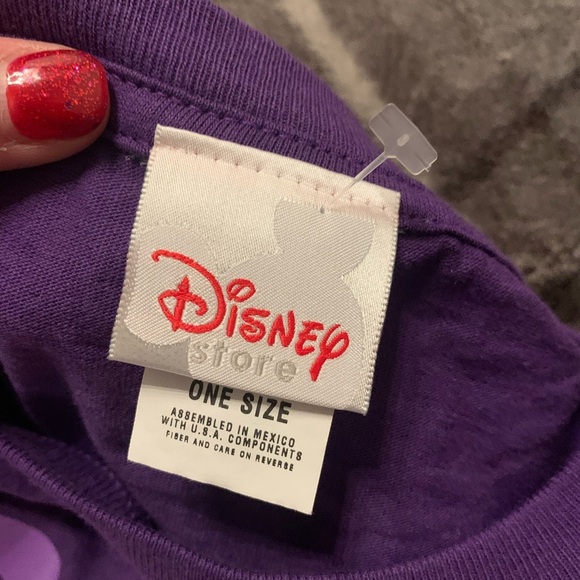 Disney
store
ONE SIZE
ASSEMBLED IN MEXICO
WITH U.S.A. COMPONENTS
FIBER AND CARE ON REVERSE